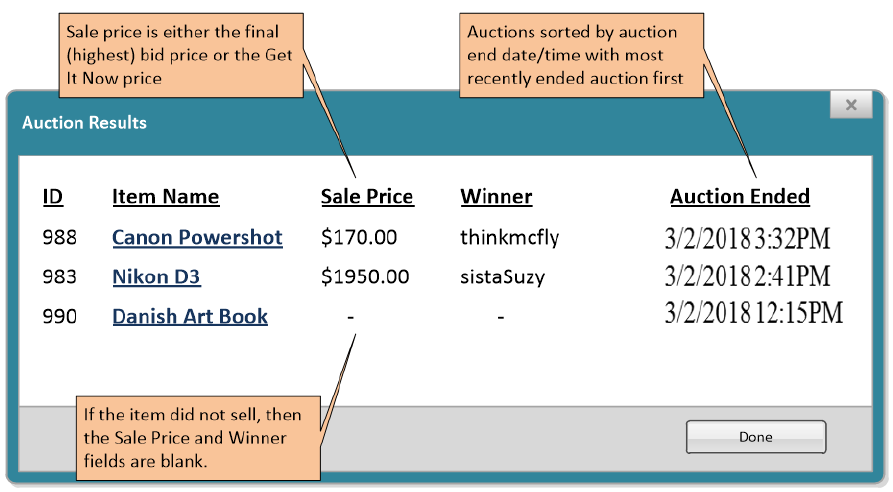 Sale price is either the final
(highest) bid price or the Get
It Now price
Auctions sorted by auction
end date/time with most
recently ended auction first
×
Auction Results
ID Item Name Sale Price Winner Auction Ended
988 Canon Powershot $170.00 thinkmcfly 3/2/2018 3:32PM
983 Nikon D3 $1950.00 sistaSuzy 3/2/2018 2:41PM
990 Danish Art Book - - 3/2/2018 12:15PM
If the item did not sell, then
the Sale Price and Winner
fields are blank.
Done